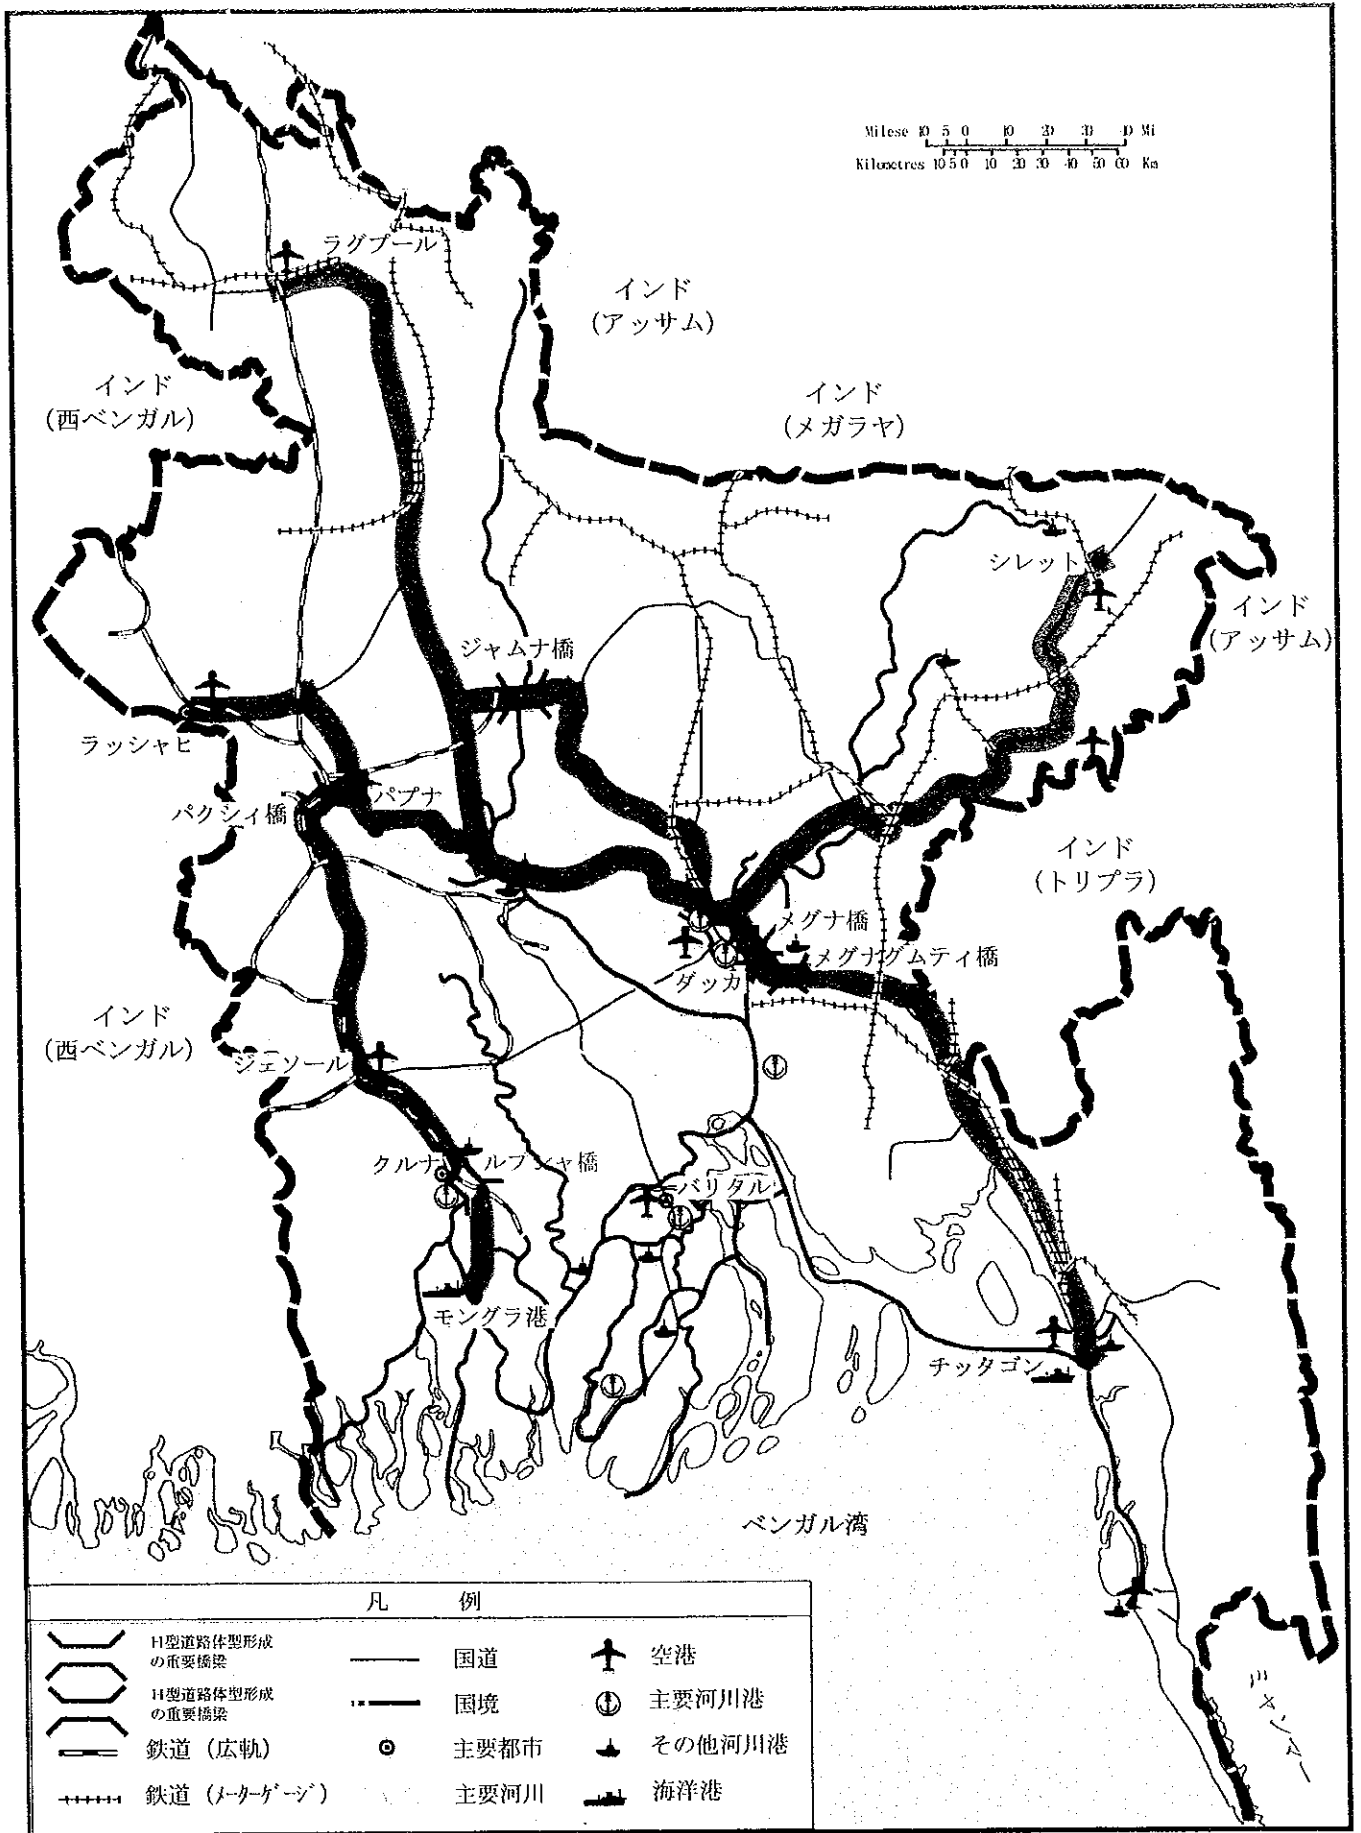 Milese 10 5 0 10 20 30 40 Mi
Kilometres 10 5 0 10 20 30 40 50 60 Km
ラグプール
インド
(アッサム)
インド
(西ベンガル)
インド
(メガラヤ)
シレット
インド
(アッサム)
ジャムナ橋
ラッシャヒ
パプナ
パクシィ橋
インド
(トリプラ)
メグナ橋
メグナグムティ橋
ダッカ
インド
(西ベンガル)
ジェソール
クルナ
ルプシャ橋
バリタル
モングラ港
チッタゴン
ベンガル湾
ミャンマー
凡 例
H型道路体型形成
の重要橋梁
H型道路体型形成
の重要橋梁
鉄道 (広軌)
鉄道 (メーターゲージ)
国道
国境
主要都市
主要河川
空港
主要河川港
その他河川港
海洋港